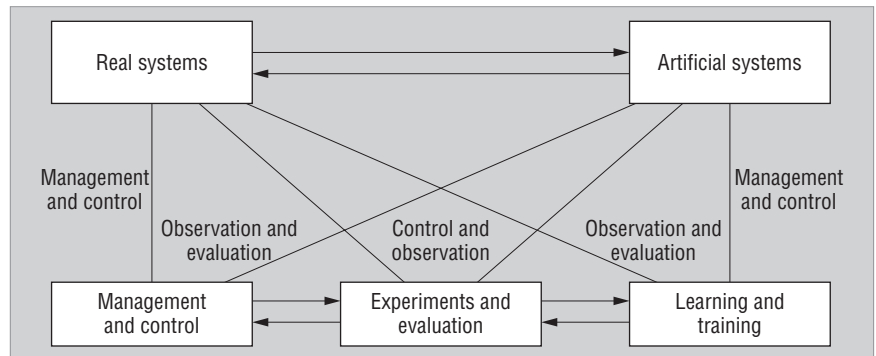 Real systems
Artificial systems
Management
and control
Management
and control
Observation and
evaluation
Control and
observation
Observation and
evaluation
Management
and control
Experiments and
evaluation
Learning and
training